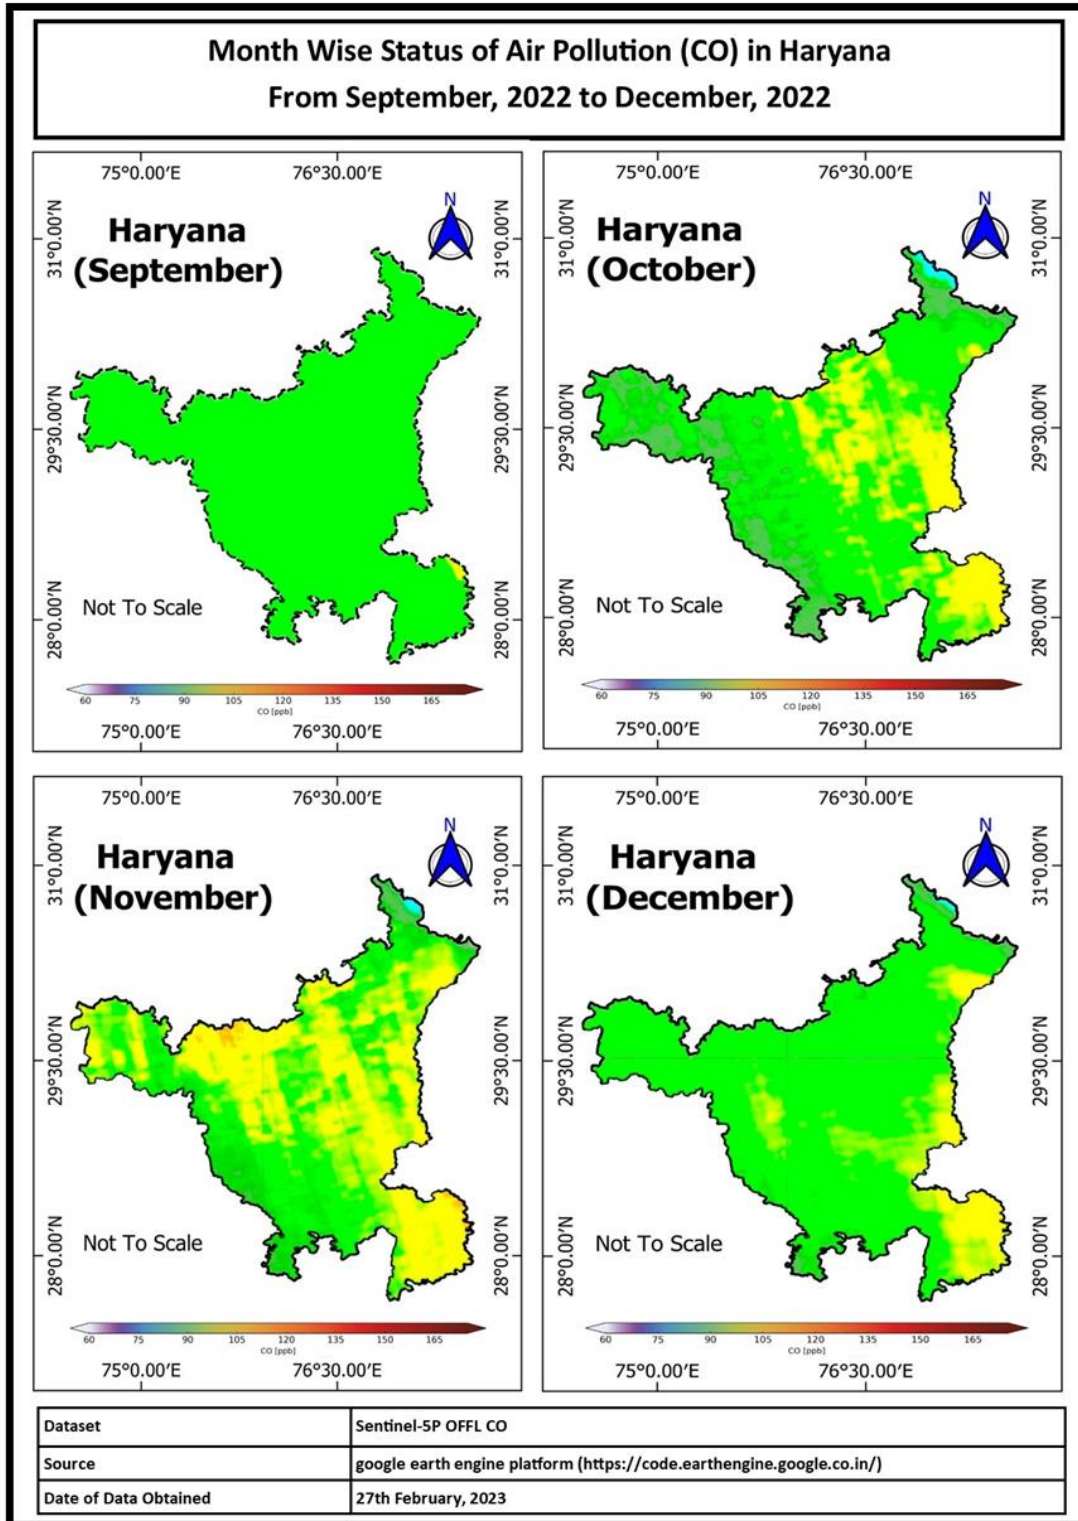 Month Wise Status of Air Pollution (CO) in Haryana
From September, 2022 to December, 2022
75°0.00′E 76°30.00′E
N
Haryana
(September)
31°0.00′N 31°0.00′N
29°30.00′N 29°30.00′N
28°0.00′N 28°0.00′N
Not To Scale
60 75 90 105 120 135 150 165
CO [ppb]
75°0.00′E 76°30.00′E
75°0.00′E 76°30.00′E
N
Haryana
(October)
31°0.00′N 31°0.00′N
29°30.00′N 29°30.00′N
28°0.00′N 28°0.00′N
Not To Scale
60 75 90 105 120 135 150 165
CO [ppb]
75°0.00′E 76°30.00′E
75°0.00′E 76°30.00′E
N
Haryana
(November)
31°0.00′N 31°0.00′N
29°30.00′N 29°30.00′N
28°0.00′N 28°0.00′N
Not To Scale
60 75 90 105 120 135 150 165
CO [ppb]
75°0.00′E 76°30.00′E
75°0.00′E 76°30.00′E
N
Haryana
(December)
31°0.00′N 31°0.00′N
29°30.00′N 29°30.00′N
28°0.00′N 28°0.00′N
Not To Scale
60 75 90 105 120 135 150 165
CO [ppb]
75°0.00′E 76°30.00′E
Dataset Sentinel-5P OFFL CO
Source google earth engine platform (https://code.earthengine.google.co.in/)
Date of Data Obtained 27th February, 2023